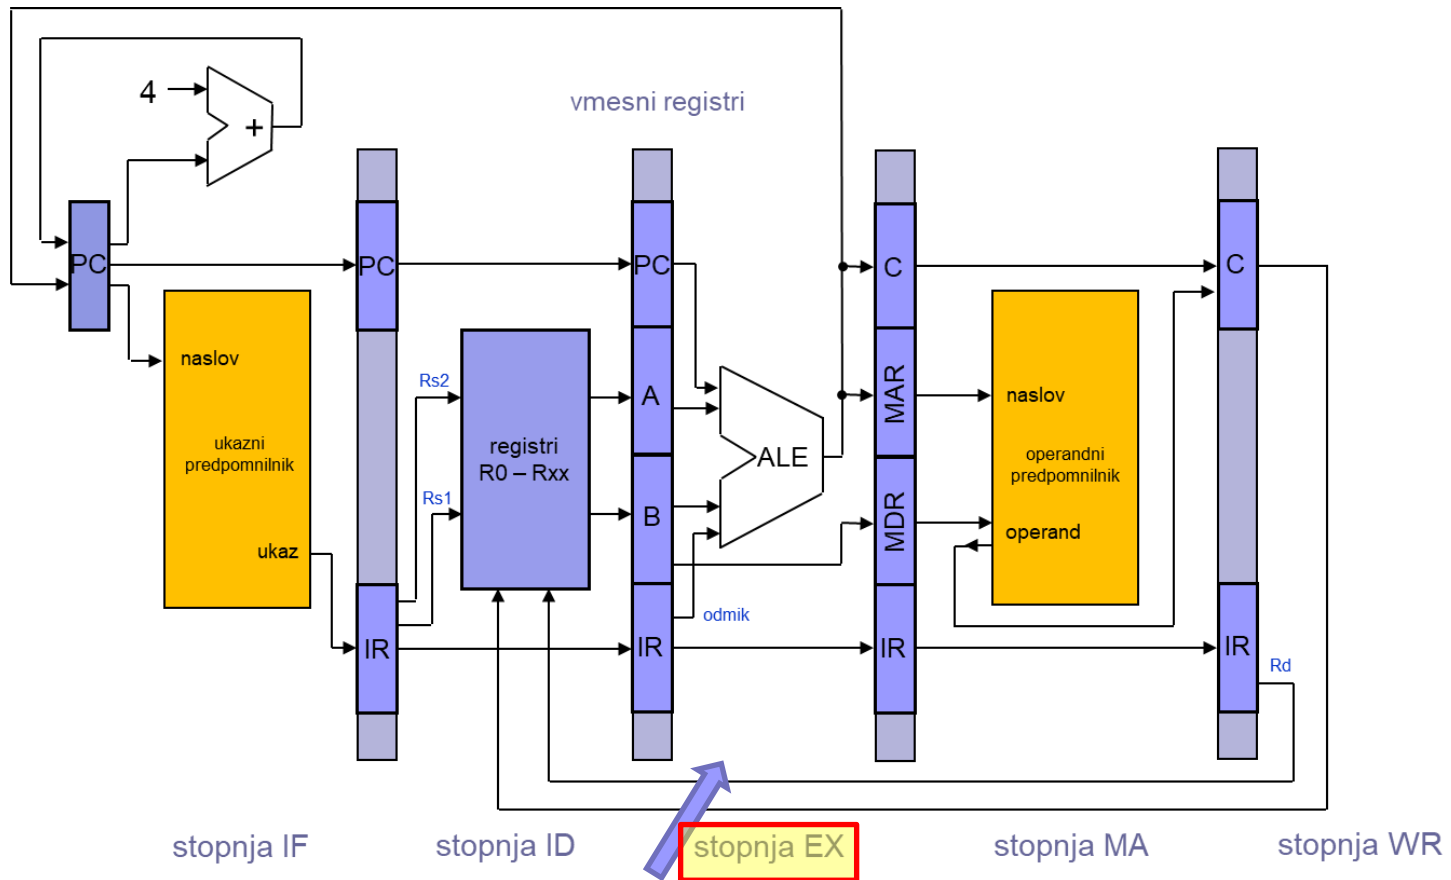 4
+
vmesni registri
PC
PC
PC
C
C
naslov
ukazni
predpomnilnik
ukaz
Rs2
Rs1
registri
R0 – Rxx
A
B
ALE
MAR
MDR
naslov
operandni
predpomnilnik
operand
odmik
IR
IR
IR
IR
Rd
stopnja IF
stopnja ID
stopnja EX
stopnja MA
stopnja WR